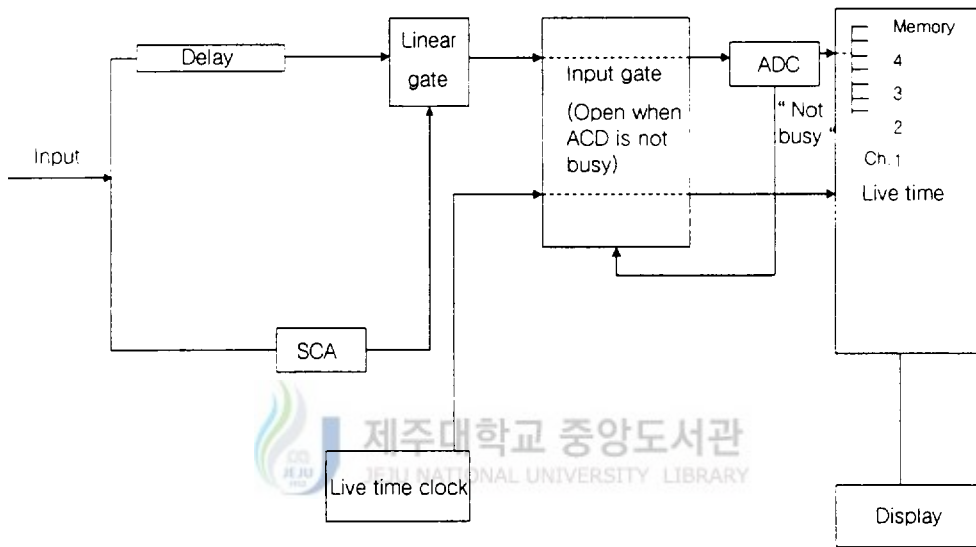 Input
Delay
Linear
gate
SCA
Live time clock
Input gate
(Open when
ACD is not
busy)
ADC
" Not
busy "
Memory
4
3
2
Ch. 1
Live time
Display
제주대학교 중앙도서관
JEJU NATIONAL UNIVERSITY LIBRARY
JEJU
1952